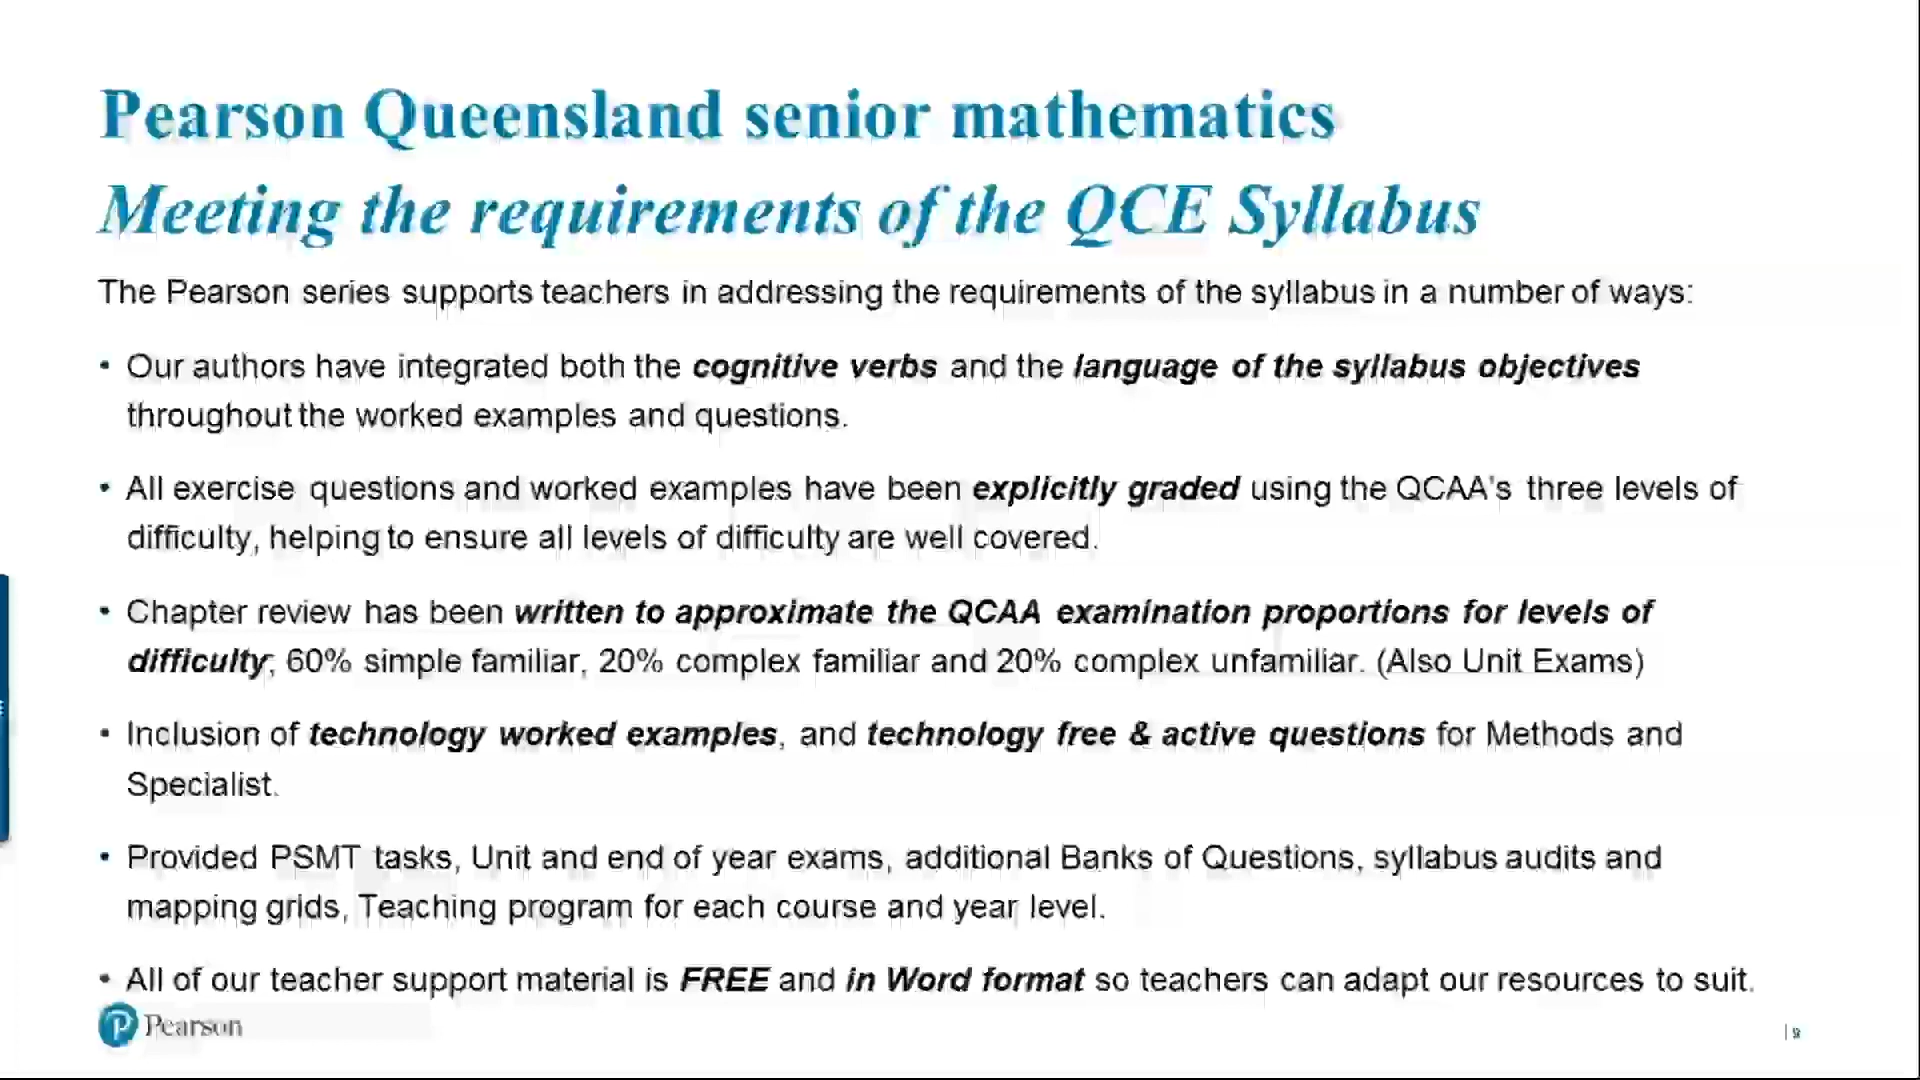 Pearson Queensland senior mathematics
Meeting the requirements of the QCE Syllabus
The Pearson series supports teachers in addressing the requirements of the syllabus in a number of ways:
• Our authors have integrated both the cognitive verbs and the language of the syllabus objectives
throughout the worked examples and questions.
• All exercise questions and worked examples have been explicitly graded using the QCAA's three levels of
difficulty, helping to ensure all levels of difficulty are well covered.
• Chapter review has been written to approximate the QCAA examination proportions for levels of
difficulty; 60% simple familiar, 20% complex familiar and 20% complex unfamiliar. (Also Unit Exams)
• Inclusion of technology worked examples, and technology free & active questions for Methods and
Specialist.
• Provided PSMT tasks, Unit and end of year exams, additional Banks of Questions, syllabus audits and
mapping grids, Teaching program for each course and year level.
• All of our teacher support material is FREE and in Word format so teachers can adapt our resources to suit.
Pearson